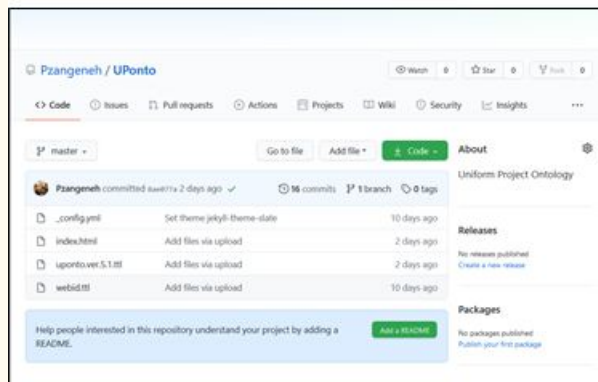 Pzangeneh / UPonto
Watch 0 Star 0 Fork 0
Code Issues Pull requests Actions Projects Wiki Security Insights
master Go to file Add file Code
Pzangeneh committed 2 days ago 16 commits 1 branch 0 tags
_config.yml Set theme jekyll-theme-slate 10 days ago
index.html Add files via upload 2 days ago
uponto.ver.5.1.ttl Add files via upload 2 days ago
webid.ttl Add files via upload 10 days ago
Help people interested in this repository understand your project by adding a
README.
Add a README
About
Uniform Project Ontology
Releases
No releases published
Create a new release
Packages
No packages published
Publish your first package